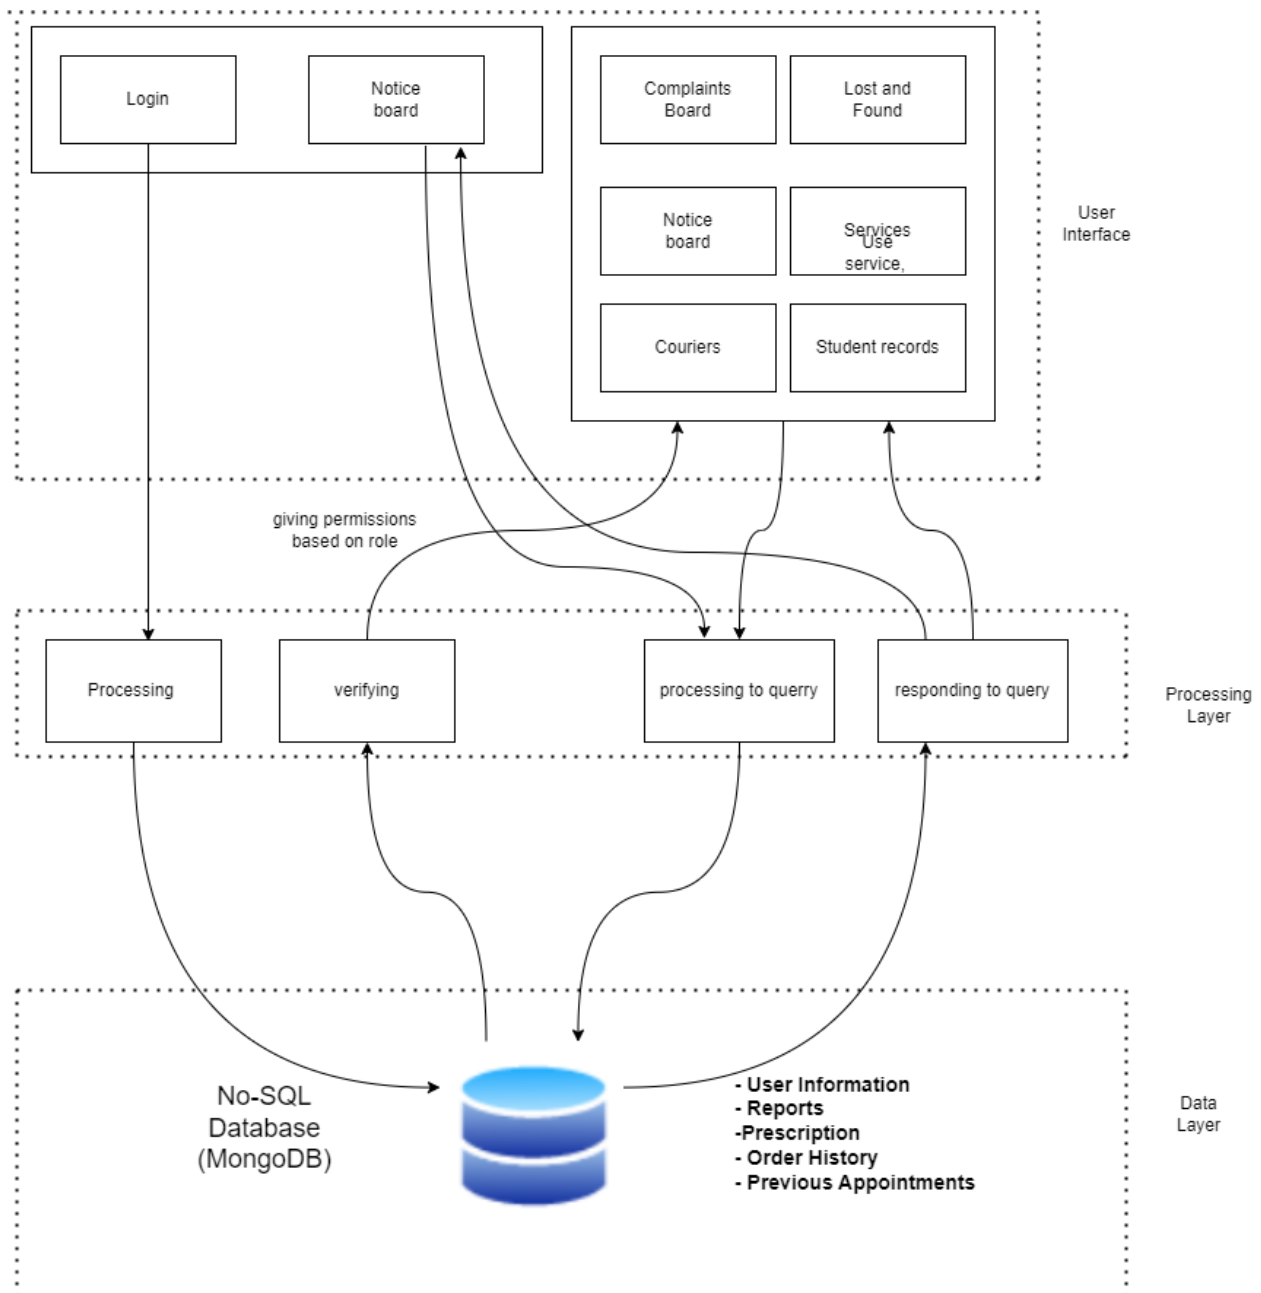 Login
Notice
board
Complaints
Board
Lost and
Found
Notice
board
Services
Use
service,
Couriers
Student records
User
Interface
giving permissions
based on role
Processing
verifying
processing to querry
responding to query
Processing
Layer
No-SQL
Database
(MongoDB)
- User Information
- Reports
-Prescription
- Order History
- Previous Appointments
Data
Layer